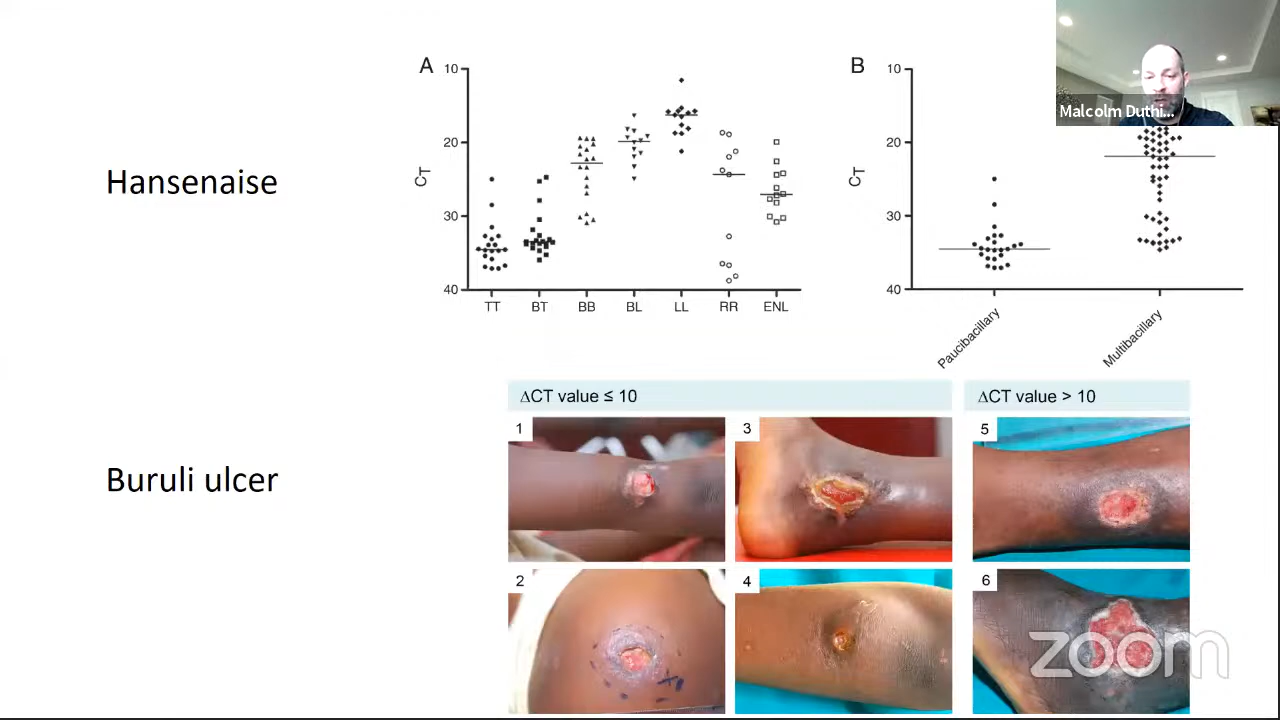 Malcolm Duthi...
Hansenaise
A
10
20
30
40
CT
TT BT BB BL LL RR ENL
B
10
20
30
40
CT
Paucibacillary
Multibacillary
Buruli ulcer
ΔCT value ≤ 10
ΔCT value > 10
1
3
5
2
4
6
zoom